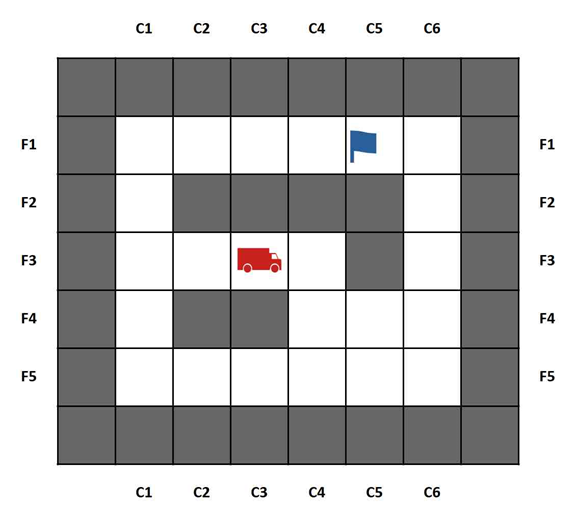 C1 C2 C3 C4 C5 C6
F1 F1
F2 F2
F3 F3
F4 F4
F5 F5
C1 C2 C3 C4 C5 C6